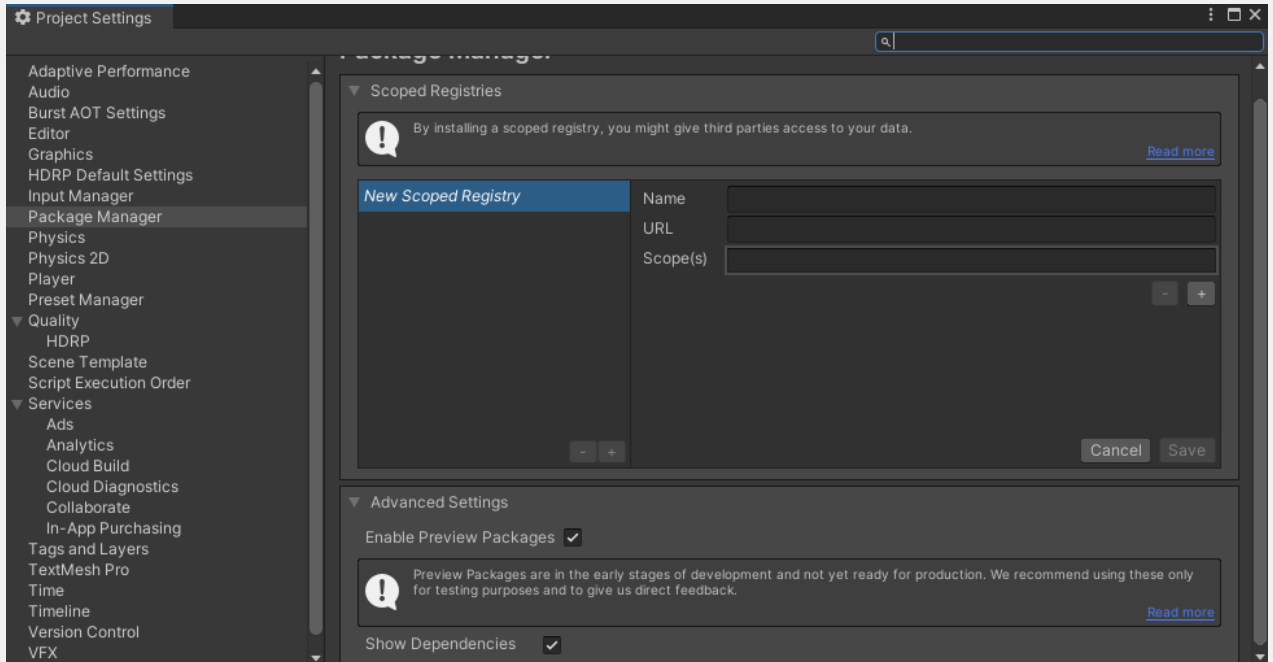 Project Settings
Adaptive Performance
Audio
Burst AOT Settings
Editor
Graphics
HDRP Default Settings
Input Manager
Package Manager
Physics
Physics 2D
Player
Preset Manager
Quality
HDRP
Scene Template
Script Execution Order
Services
Ads
Analytics
Cloud Build
Cloud Diagnostics
Collaborate
In-App Purchasing
Tags and Layers
TextMesh Pro
Time
Timeline
Version Control
VFX
Package Manager
Scoped Registries
By installing a scoped registry, you might give third parties access to your data.
Read more
New Scoped Registry
Name
URL
Scope(s)
- +
- +
Cancel Save
Advanced Settings
Enable Preview Packages
Preview Packages are in the early stages of development and not yet ready for production. We recommend using these only
for testing purposes and to give us direct feedback.
Read more
Show Dependencies